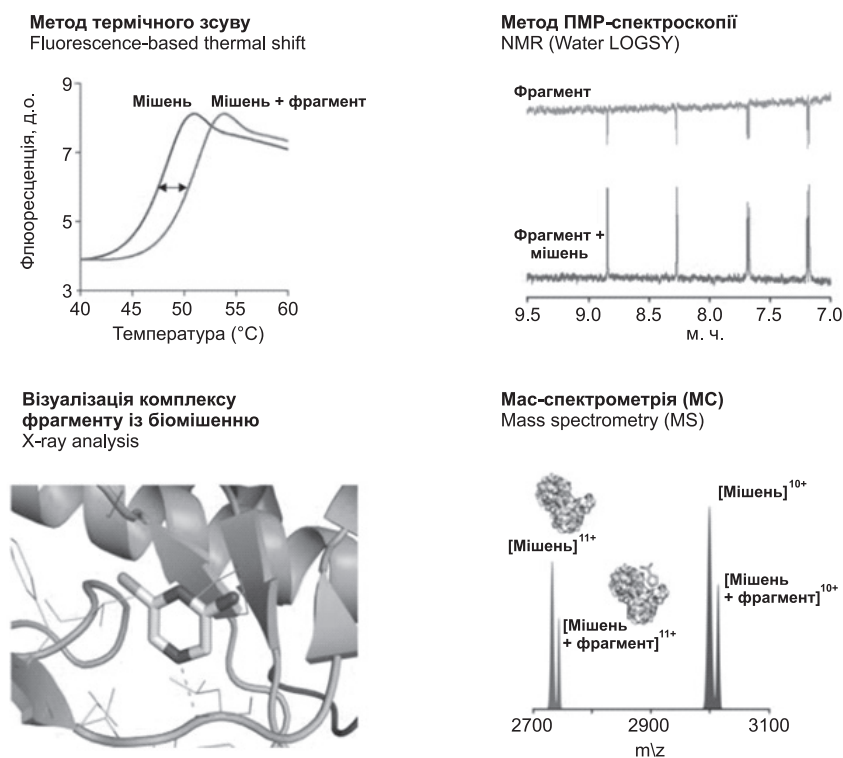 Метод термічного зсуву
Fluorescence-based thermal shift
9
7
5
3
Флюоресценція, д.о.
Мішень
Мішень + фрагмент
40 45 50 55 60
Температура (°C)
Метод ПМР-спектроскопії
NMR (Water LOGSY)
Фрагмент
Фрагмент +
мішень
9.5 9.0 8.5 8.0 7.5 7.0
м. ч.
Візуалізація комплексу
фрагменту із біомішенню
X-ray analysis
Мас-спектрометрія (МС)
Mass spectrometry (MS)
[Мішень]¹¹⁺
[Мішень
+ фрагмент]¹¹⁺
[Мішень]¹⁰⁺
[Мішень
+ фрагмент]¹⁰⁺
2700 2900 3100
m\z